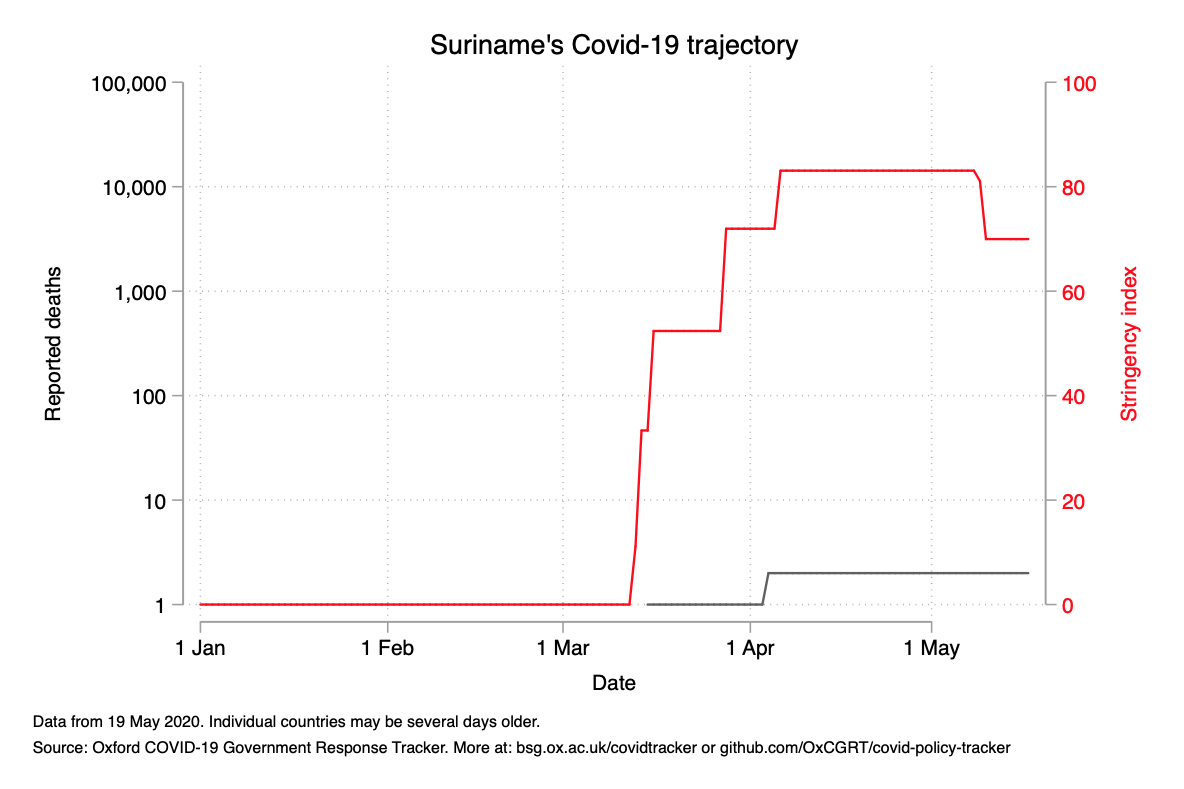 Suriname's Covid-19 trajectory
100,000
10,000
1,000
100
10
1
Reported deaths
100
80
60
40
20
0
Stringency index
1 Jan
1 Feb
1 Mar
1 Apr
1 May
Date
Data from 19 May 2020. Individual countries may be several days older.
Source: Oxford COVID-19 Government Response Tracker. More at: bsg.ox.ac.uk/covidtracker or github.com/OxCGRT/covid-policy-tracker